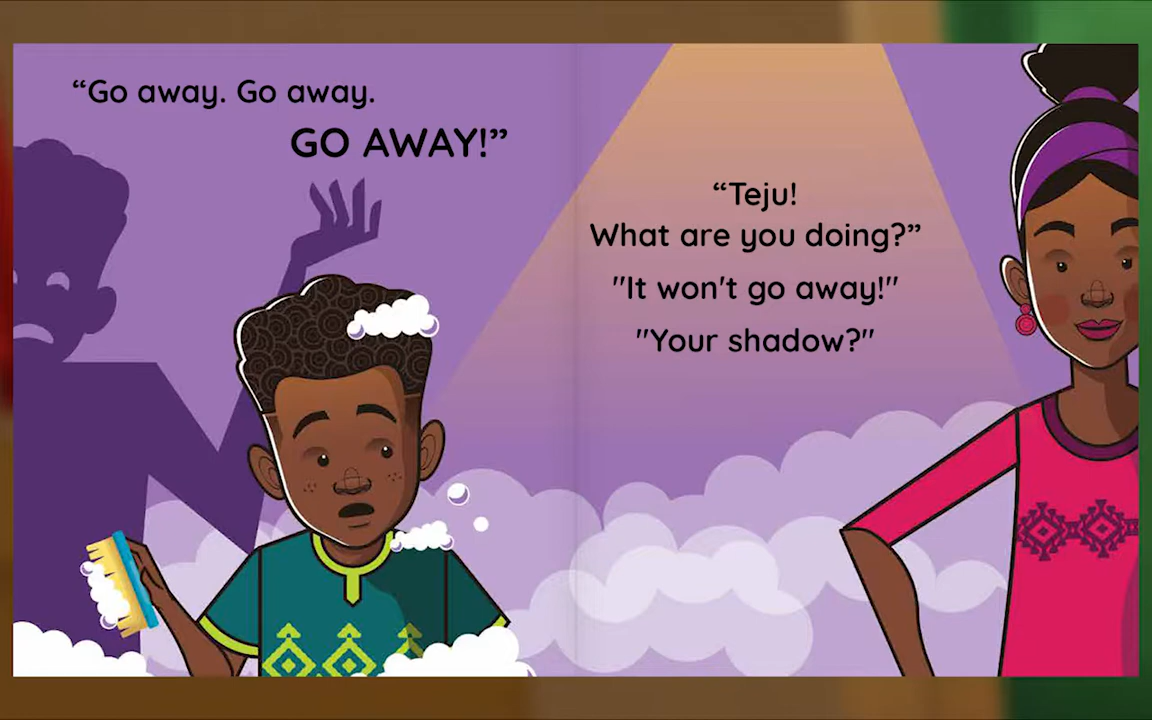 “Go away. Go away.
GO AWAY!”
“Teju!
What are you doing?”
"It won't go away!"
"Your shadow?"